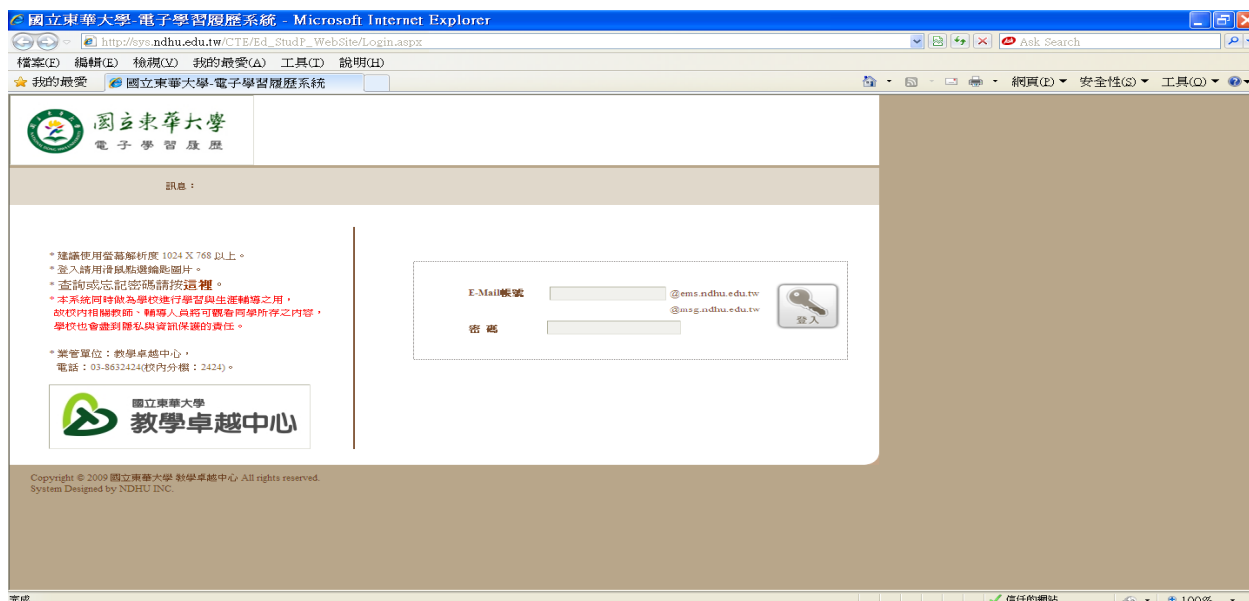 國立東華大學-電子學習履歷系統 - Microsoft Internet Explorer
http://sys.ndhu.edu.tw/CTE/Ed_StudP_WebSite/Login.aspx
Ask Search
檔案(F) 編輯(E) 檢視(V) 我的最愛(A) 工具(T) 說明(H)
我的最愛 國立東華大學-電子學習履歷系統 網頁(P) 安全性(S) 工具(O)
國立東華大學
電子學習履歷
訊息：
*建議使用螢幕解析度 1024 X 768 以上。
*登入請用滑鼠點選鑰匙圖片。
*查詢或忘記密碼請按這裡。
*本系統同時做為學校進行學習與生涯輔導之用，
故校內相關教師、輔導人員將可觀看同學所存之內容，
學校也會盡到隱私與資訊保護的責任。
*業管單位：教學卓越中心，
電話：03-8632424(校內分機：2424)。
國立東華大學
教學卓越中心
E-Mail帳號 @ems.ndhu.edu.tw
@msg.ndhu.edu.tw
密 碼
登入
Copyright © 2009 國立東華大學 教學卓越中心 All rights reserved.
System Designed by NDHU INC.
完成 信任的網站 100%